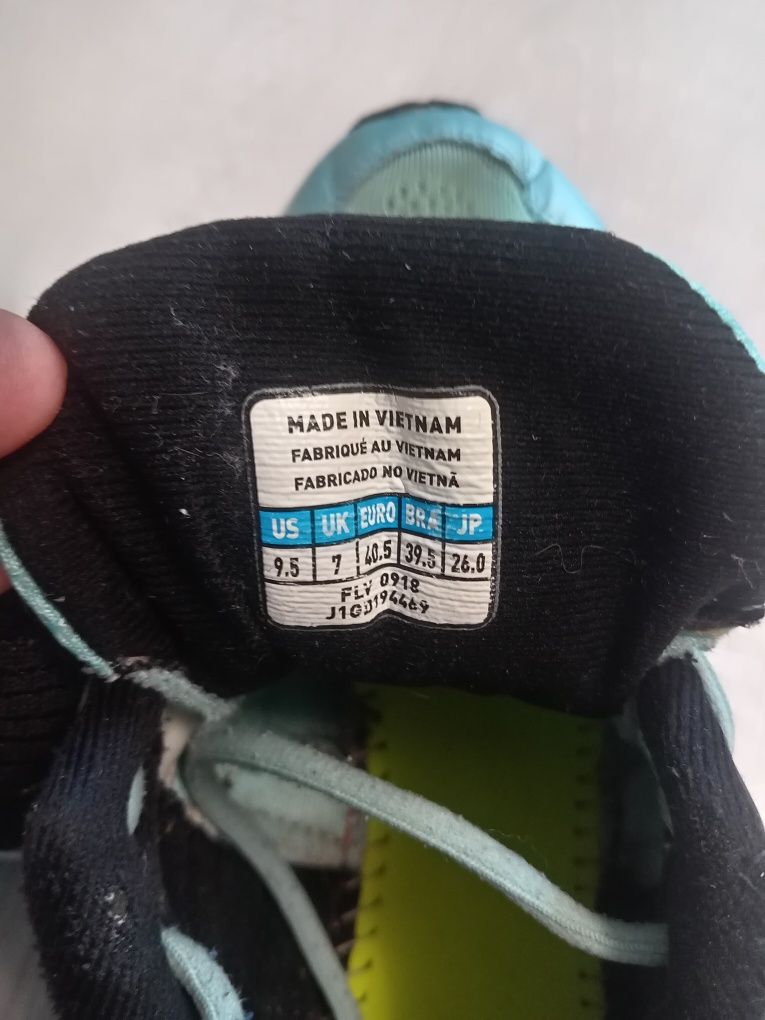 MADE IN VIETNAM
FABRIQUÉ AU VIETNAM
FABRICADO NO VIETNÃ
US UK EURO BRA JP
9.5 7 40.5 39.5 26.0
FLV 0918